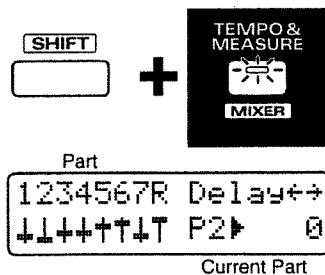 SHIFT
TEMPO &
MEASURE
MIXER
Part
1234567R Delay←→
P2▶ 0
Current Part